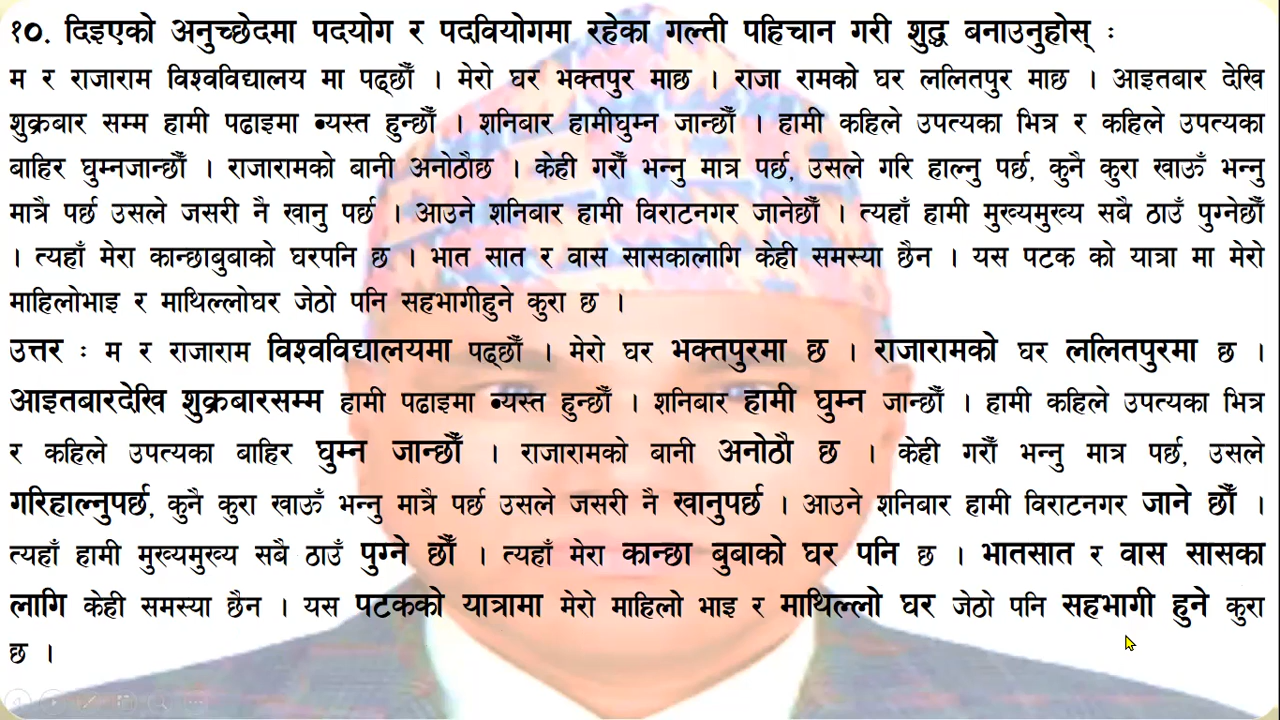 १०. दिइएको अनुच्छेदमा पदयोग र पदवियोगमा रहेका गल्ती पहिचान गरी शुद्ध बनाउनुहोस् :
म र राजाराम विश्वविद्यालय मा पढ्छौँ । मेरो घर भक्तपुर माछ । राजा रामको घर ललितपुर माछ । आइतबार देखि
शुक्रबार सम्म हामी पढाइमा •यस्त हुन्छौँ । शनिबार हामीघुम्न जान्छौँ । हामी कहिले उपत्यका भित्र र कहिले उपत्यका
बाहिर घुम्नजान्छौँ । राजारामको बानी अनोठौछ । केही गरौँ भन्नु मात्र पर्छ, उसले गरि हाल्नु पर्छ, कुनै कुरा खाऊँ भन्नु
मात्रै पर्छ उसले जसरी नै खानु पर्छ । आउने शनिबार हामी विराटनगर जानेछौँ । त्यहाँ हामी मुख्यमुख्य सबै ठाउँ पुग्नेछौँ
। त्यहाँ मेरा कान्छाबुबाको घरपनि छ । भात सात र वास सासकालागि केही समस्या छैन । यस पटक को यात्रा मा मेरो
माहिलोभाइ र माथिल्लोघर जेठो पनि सहभागीहुने कुरा छ ।
उत्तर : म र राजाराम विश्वविद्यालयमा पढ्छौँ । मेरो घर भक्तपुरमा छ । राजारामको घर ललितपुरमा छ ।
आइतबारदेखि शुक्रबारसम्म हामी पढाइमा •यस्त हुन्छौँ । शनिबार हामी घुम्न जान्छौँ । हामी कहिले उपत्यका भित्र
र कहिले उपत्यका बाहिर घुम्न जान्छौँ । राजारामको बानी अनोठौ छ । केही गरौँ भन्नु मात्र पर्छ, उसले
गरिहाल्नुपर्छ, कुनै कुरा खाऊँ भन्नु मात्रै पर्छ उसले जसरी नै खानुपर्छ । आउने शनिबार हामी विराटनगर जाने छौँ ।
त्यहाँ हामी मुख्यमुख्य सबै ठाउँ पुग्ने छौँ । त्यहाँ मेरा कान्छा बुबाको घर पनि छ । भातसात र वास सासका
लागि केही समस्या छैन । यस पटकको यात्रामा मेरो माहिलो भाइ र माथिल्लो घर जेठो पनि सहभागी हुने कुरा
छ ।